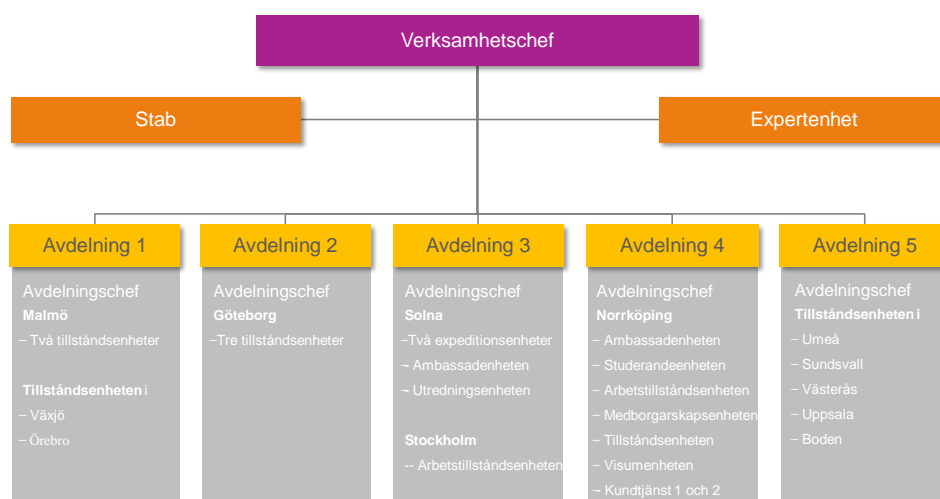 Verksamhetschef
Stab
Expertenhet
Avdelning 1
Avdelningschef
Malmö
– Två tillståndsenheter
Tillståndsenheten i
– Växjö
– Örebro
Avdelning 2
Avdelningschef
Göteborg
–Tre tillståndsenheter
Avdelning 3
Avdelningschef
Solna
–Två expeditionsenheter
– Ambassadenheten
– Utredningsenheten
Stockholm
-- Arbetstillståndsenheten
Avdelning 4
Avdelningschef
Norrköping
– Ambassadenheten
– Studerandeenheten
– Arbetstillståndsenheten
– Medborgarskapsenheten
– Tillståndsenheten
– Visumenheten
– Kundtjänst 1 och 2
Avdelning 5
Avdelningschef
Tillståndsenheten i
– Umeå
– Sundsvall
– Västerås
– Uppsala
– Boden